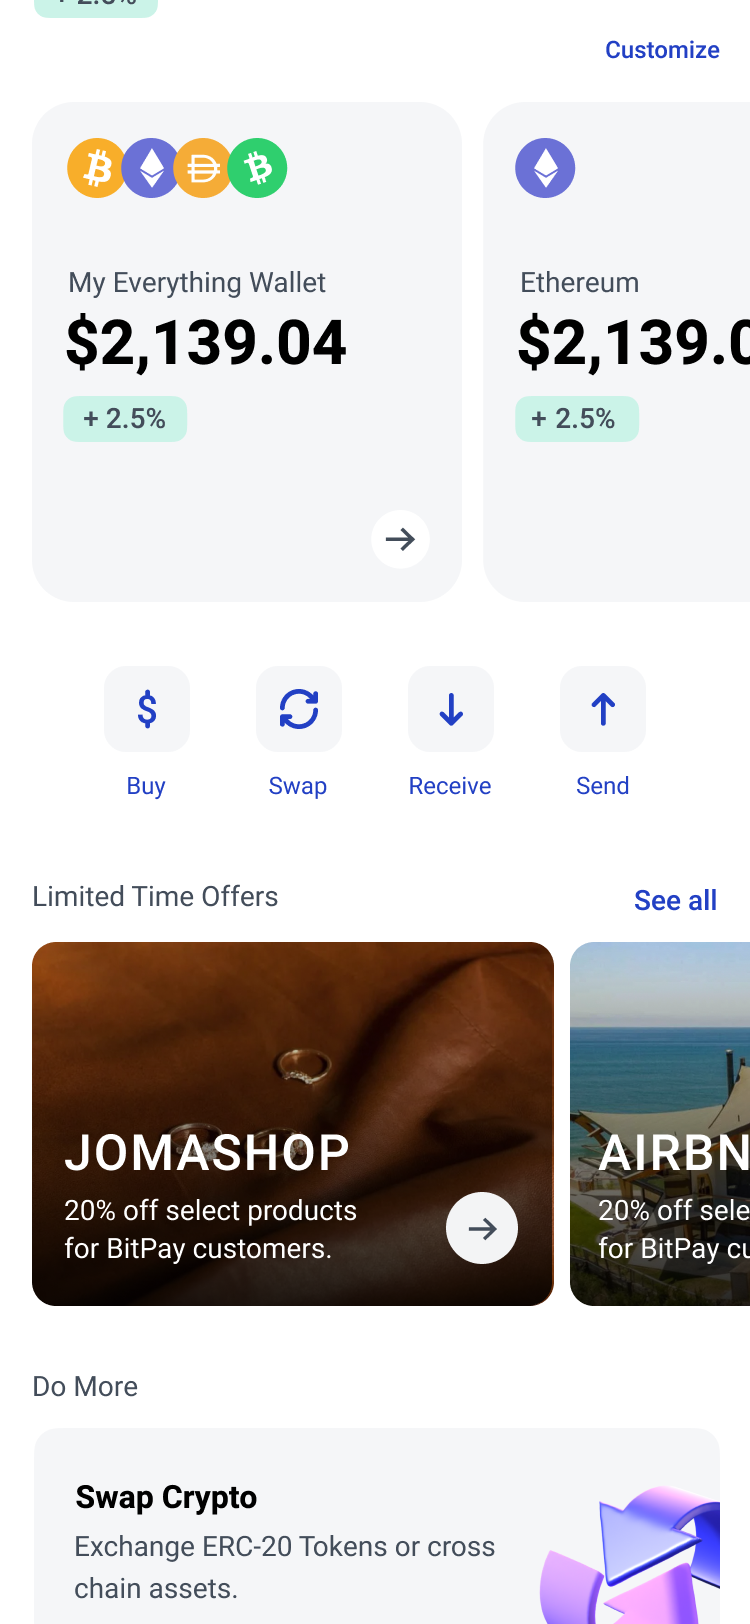 Customize
My Everything Wallet
$2,139.04
+ 2.5%
Ethereum
$2,139.0
+ 2.5%
Buy
Swap
Receive
Send
Limited Time Offers
See all
JOMASHOP
20% off select products
for BitPay customers.
AIRBN
20% off sele
for BitPay cu
Do More
Swap Crypto
Exchange ERC-20 Tokens or cross
chain assets.